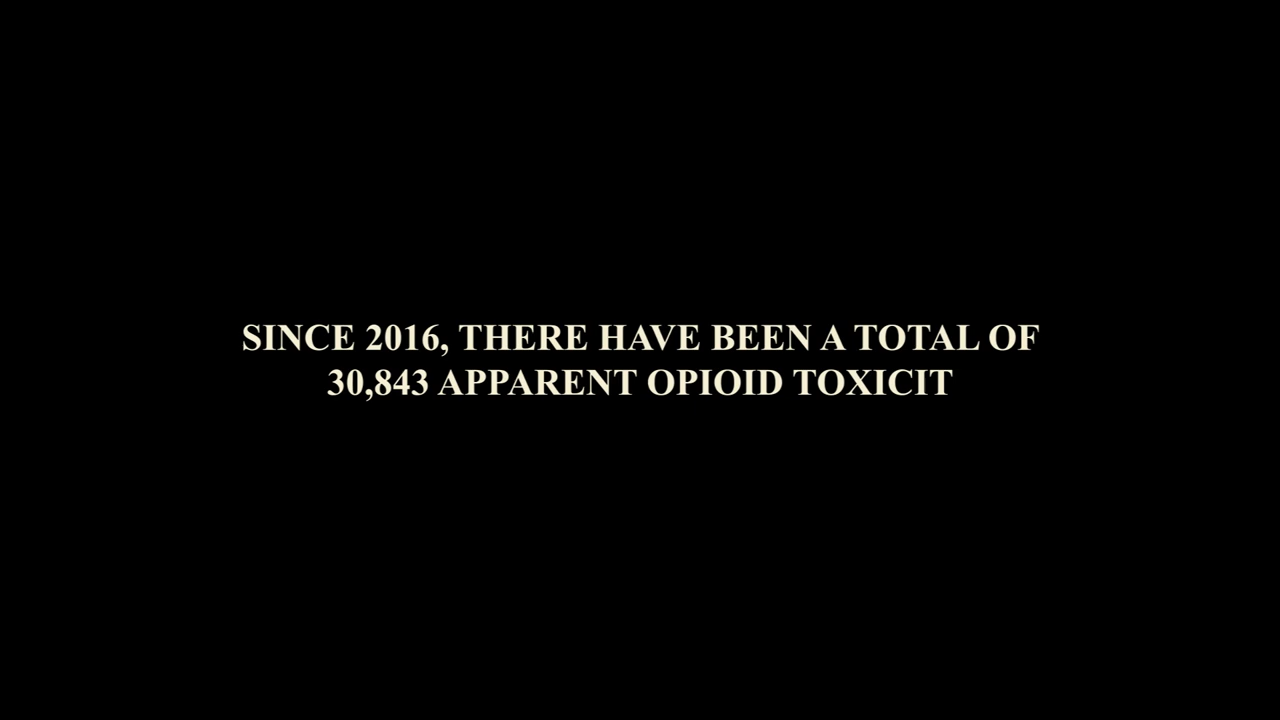 SINCE 2016, THERE HAVE BEEN A TOTAL OF
30,843 APPARENT OPIOID TOXICIT